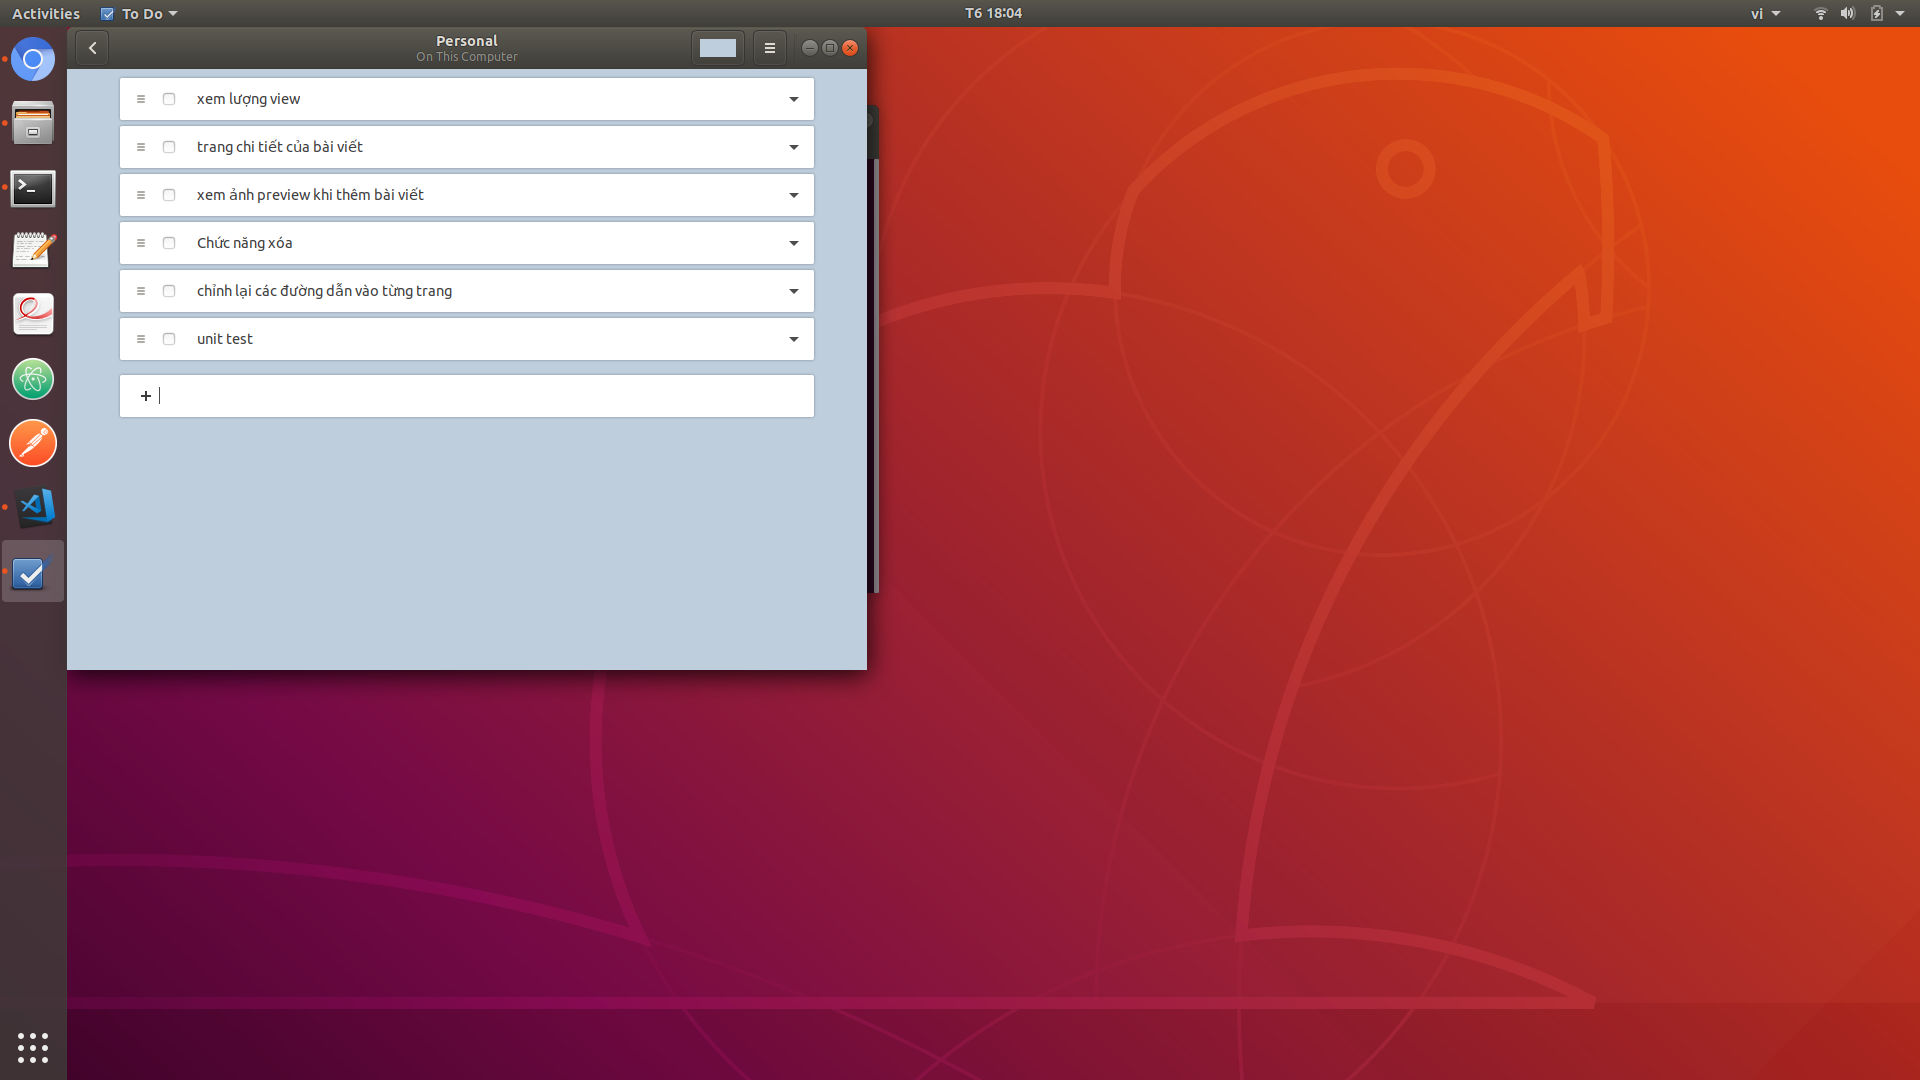 Activities To Do T6 18:04 vi
Personal
On This Computer
xem lượng view
trang chi tiết của bài viết
xem ảnh preview khi thêm bài viết
Chức năng xóa
chỉnh lại các đường dẫn vào từng trang
unit test